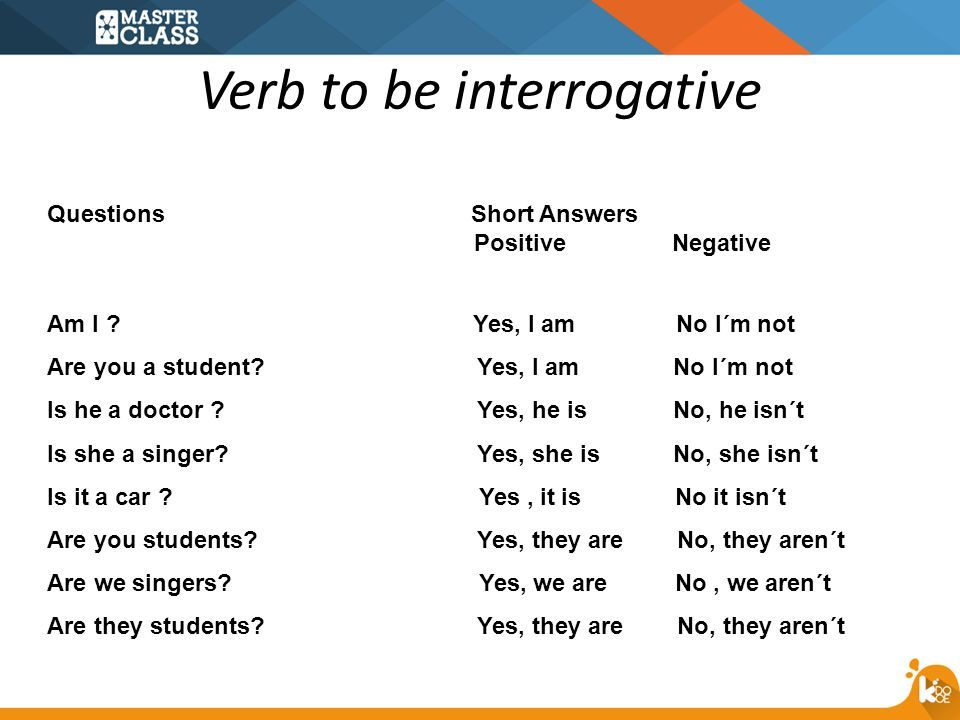 MASTER
CLASS
Verb to be interrogative
Questions Short Answers
Positive Negative
Am I ? Yes, I am No I´m not
Are you a student? Yes, I am No I´m not
Is he a doctor ? Yes, he is No, he isn´t
Is she a singer? Yes, she is No, she isn´t
Is it a car ? Yes , it is No it isn´t
Are you students? Yes, they are No, they aren´t
Are we singers? Yes, we are No , we aren´t
Are they students? Yes, they are No, they aren´t